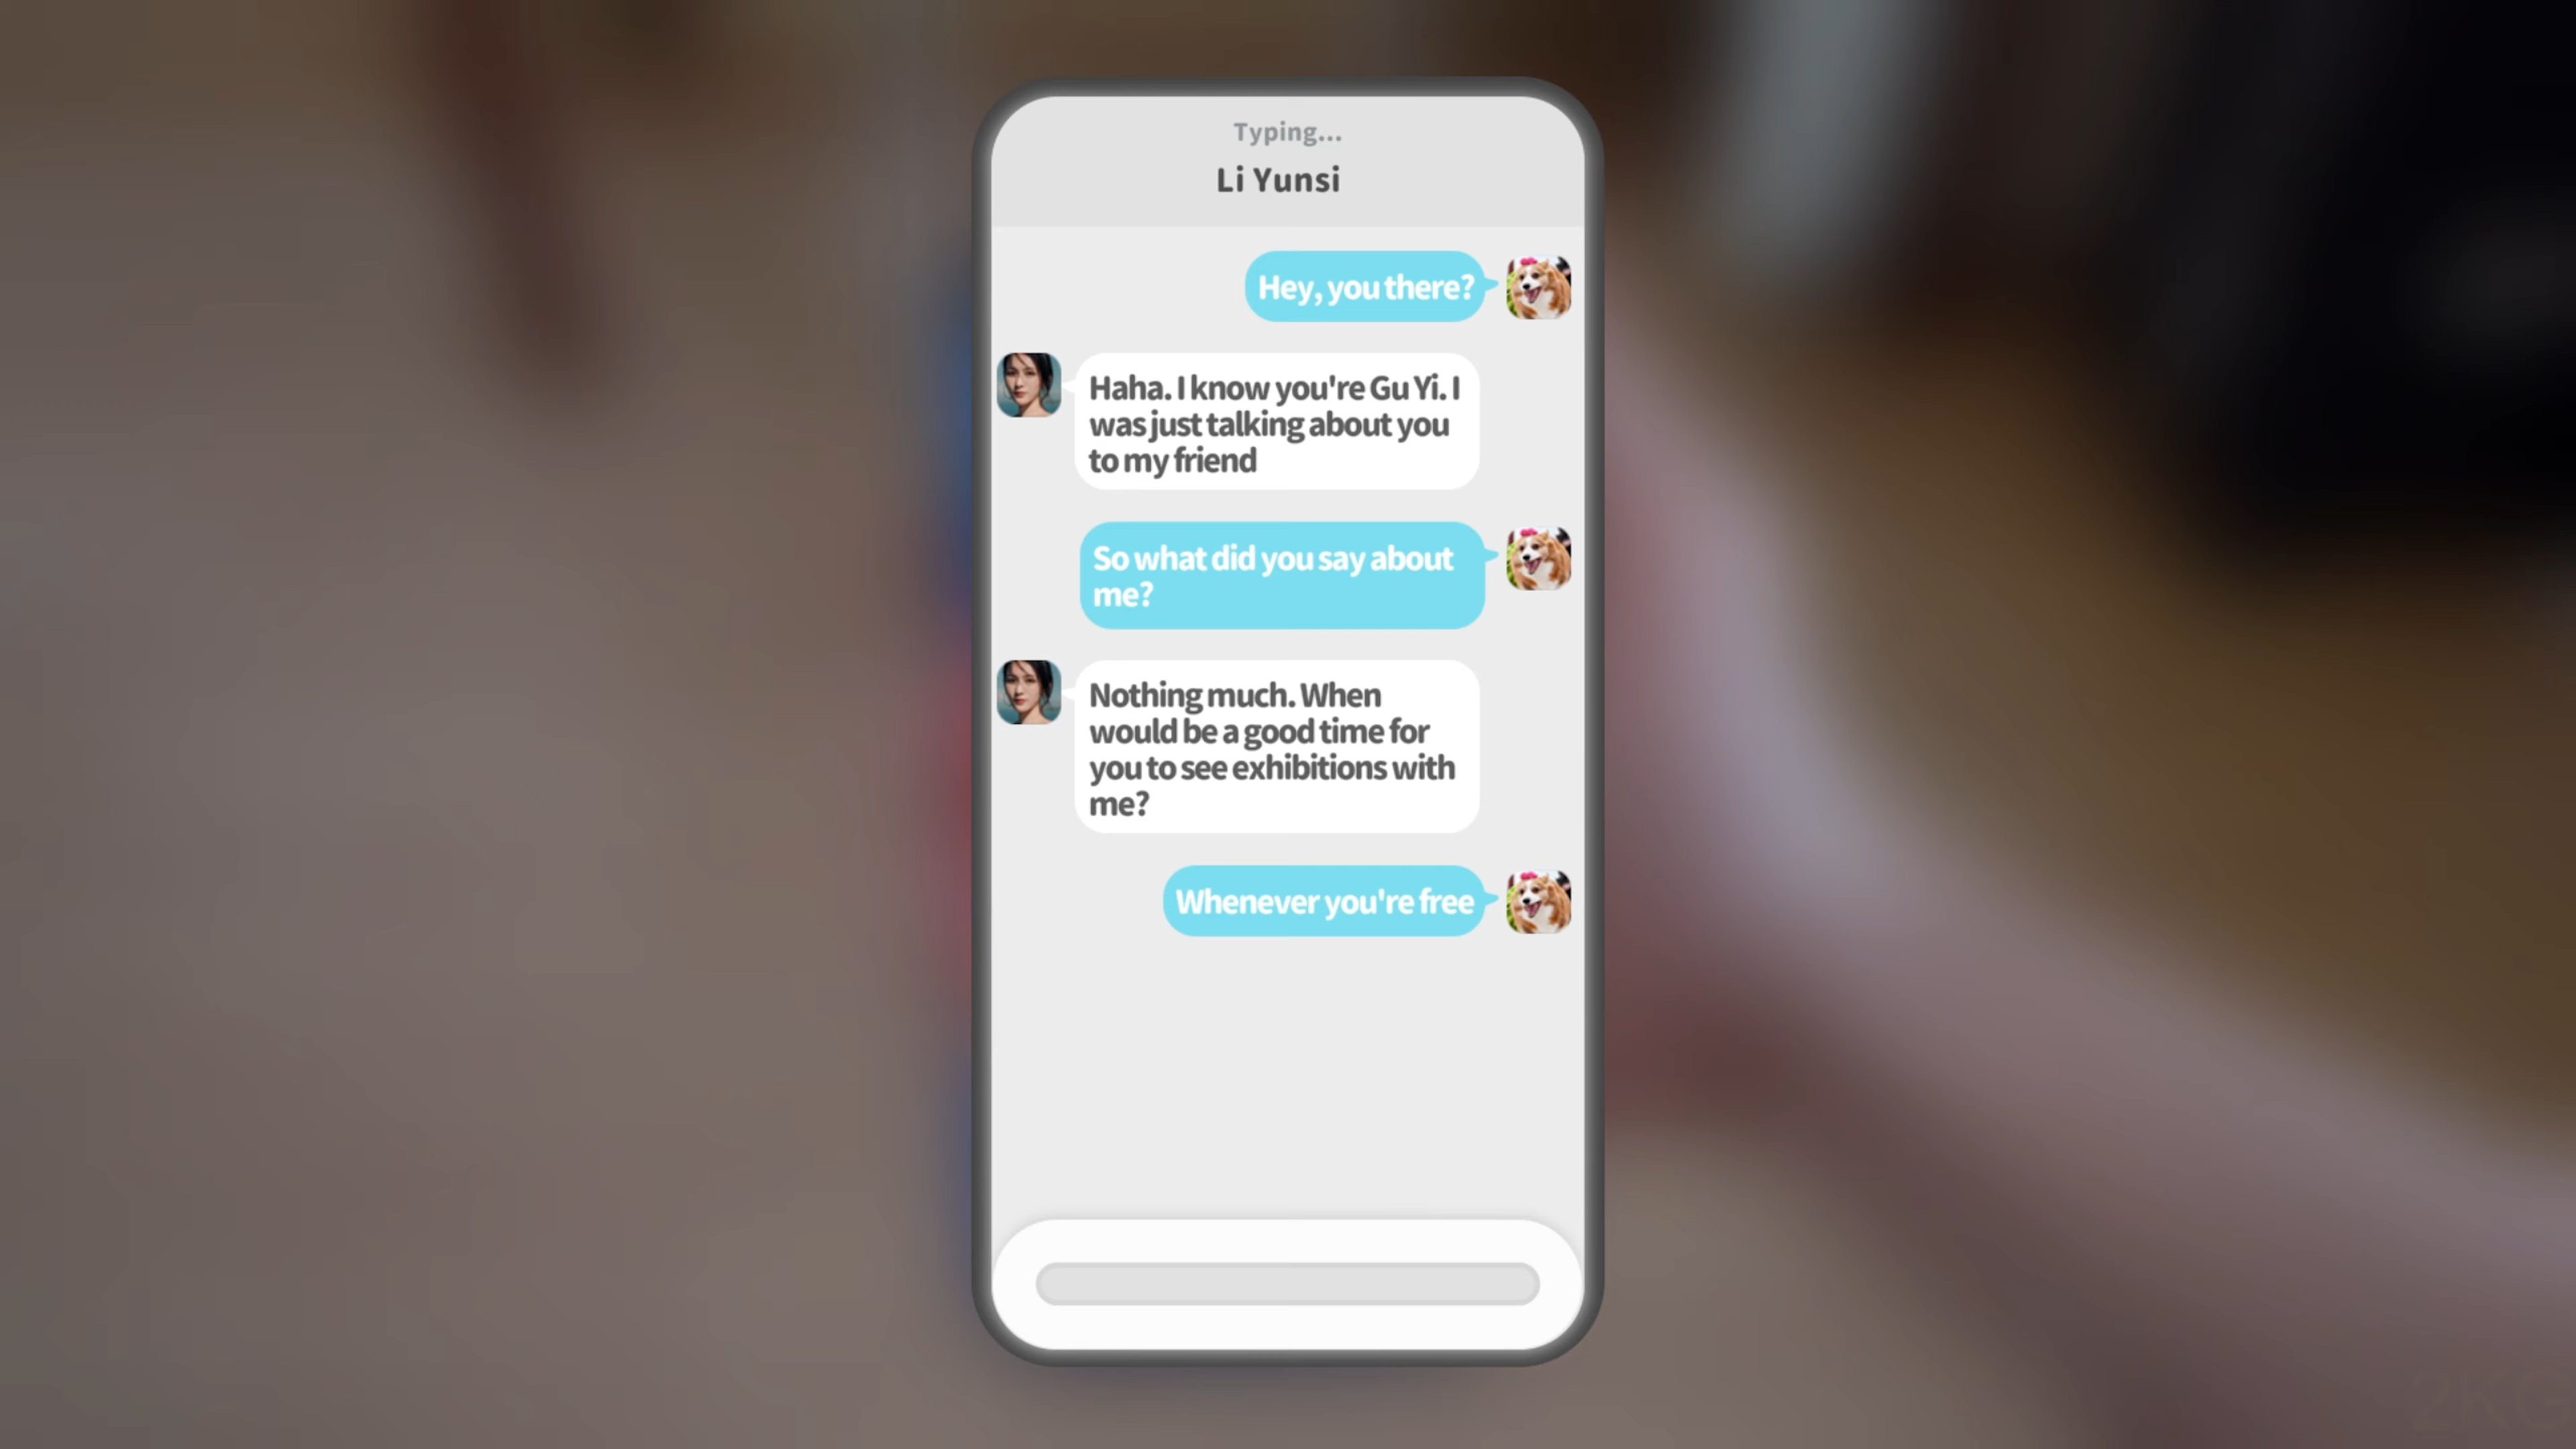 Typing...
Li Yunsi
Hey, you there?
Haha. I know you're Gu Yi. I
was just talking about you
to my friend
So what did you say about
me?
Nothing much. When
would be a good time for
you to see exhibitions with
me?
Whenever you're free